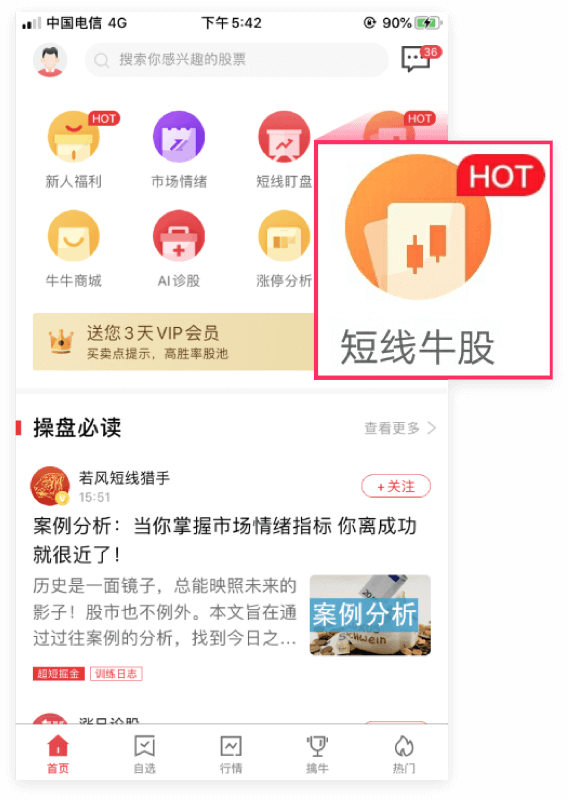 中国电信 4G 下午5:42 90%
搜索你感兴趣的股票 36
HOT HOT
新人福利 市场情绪 短线盯盘
HOT
短线牛股
牛牛商城 AI诊股 涨停分析
送您3天VIP会员
买卖点提示,高胜率股池
操盘必读 查看更多
若风短线猎手
15:51
+关注
案例分析:当你掌握市场情绪指标 你离成功
就很近了!
历史是一面镜子,总能映照未来的
影子!股市也不例外。本文旨在通
过过往案例的分析,找到今日之...
案例分析
schwein
超短掘金 训练日志
首页 自选 行情 擒牛 热门